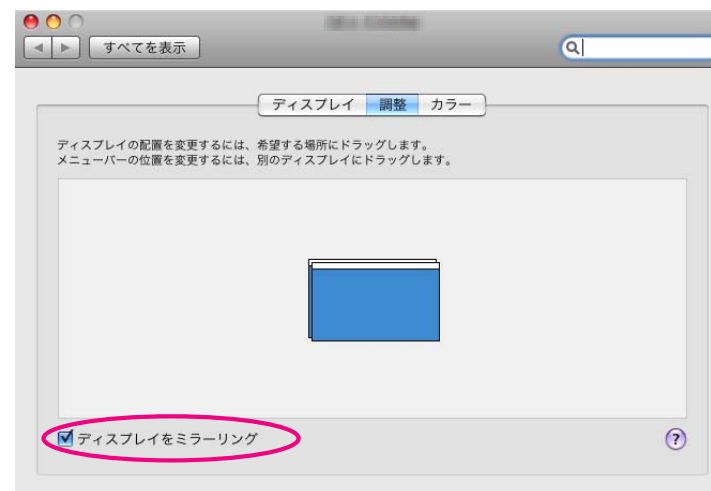 すべてを表示
ディスプレイ 調整 カラー
ディスプレイの配置を変更するには、希望する場所にドラッグします。
メニューバーの位置を変更するには、別のディスプレイにドラッグします。
ディスプレイをミラーリング
?